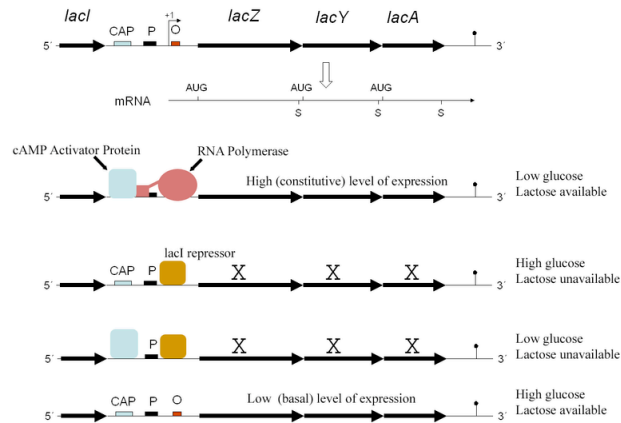 lacI lacZ lacY lacA
CAP P +1 O
5´ 3´
AUG AUG AUG
mRNA
S S S
cAMP Activator Protein RNA Polymerase
High (constitutive) level of expression
5´ 3´
Low glucose
Lactose available
lacI repressor
CAP P X X X
5´ 3´
High glucose
Lactose unavailable
P X X X
5´ 3´
Low glucose
Lactose unavailable
CAP P O Low (basal) level of expression
5´ 3´
High glucose
Lactose available